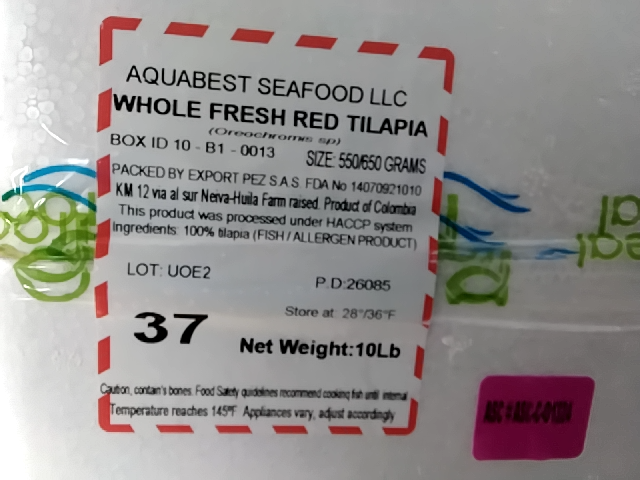 AQUABEST SEAFOOD LLC
WHOLE FRESH RED TILAPIA
(Oreochromis sp)
BOX ID 10 - B1 - 0013
SIZE: 550/650 GRAMS
PACKED BY EXPORT PEZ S.A.S. FDA No 14070921010
KM 12 via al sur Neiva-Huila Farm raised. Product of Colombia
This product was processed under HACCP system
Ingredients: 100% tilapia (FISH / ALLERGEN PRODUCT)
LOT: UOE2
P.D:26085
Store at: 28°/36°F
37
Net Weight:10Lb
Caution, contain's bones. Food Safety guidelines recommend cooking fish until internal
Temperature reaches 145°F. Appliances vary, adjust accordingly